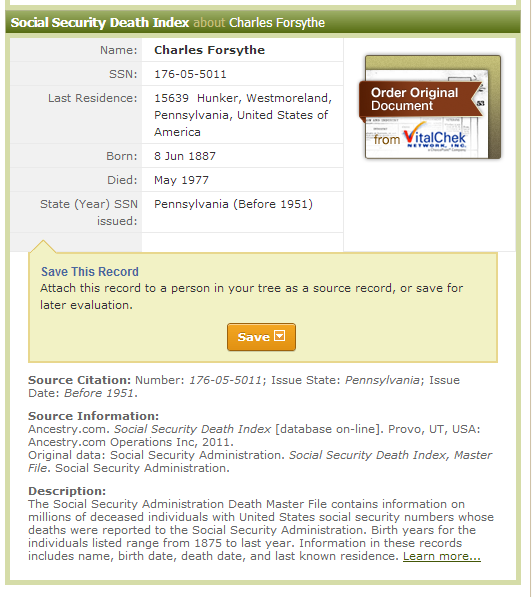 Social Security Death Index about Charles Forsythe
Name: Charles Forsythe
SSN: 176-05-5011
Last Residence: 15639 Hunker, Westmoreland,
Pennsylvania, United States of
America
Born: 8 Jun 1887
Died: May 1977
State (Year) SSN Pennsylvania (Before 1951)
issued:
Order Original
Document
53
from VitalChek
NETWORK, INC.
Save This Record
Attach this record to a person in your tree as a source record, or save for
later evaluation.
Save
Source Citation: Number: 176-05-5011; Issue State: Pennsylvania; Issue
Date: Before 1951.
Source Information:
Ancestry.com. Social Security Death Index [database on-line]. Provo, UT, USA:
Ancestry.com Operations Inc, 2011.
Original data: Social Security Administration. Social Security Death Index, Master
File. Social Security Administration.
Description:
The Social Security Administration Death Master File contains information on
millions of deceased individuals with United States social security numbers whose
deaths were reported to the Social Security Administration. Birth years for the
individuals listed range from 1875 to last year. Information in these records
includes name, birth date, death date, and last known residence. Learn more...